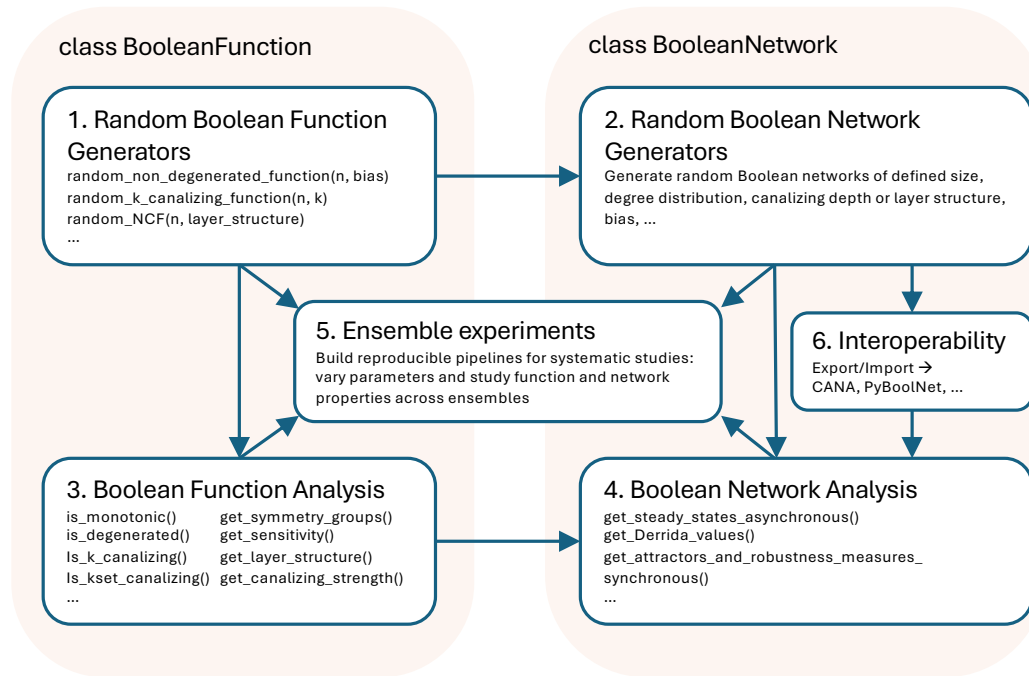 class BooleanFunction
1. Random Boolean Function
Generators
random_non_degenerated_function(n, bias)
random_k_canalizing_function(n, k)
random_NCF(n, layer_structure)
...
class BooleanNetwork
2. Random Boolean Network
Generators
Generate random Boolean networks of defined size,
degree distribution, canalizing depth or layer structure,
bias, ...
5. Ensemble experiments
Build reproducible pipelines for systematic studies:
vary parameters and study function and network
properties across ensembles
6. Interoperability
Export/Import →
CANA, PyBoolNet, ...
3. Boolean Function Analysis
is_monotonic() get_symmetry_groups()
is_degenerated() get_sensitivity()
Is_k_canalizing() get_layer_structure()
Is_kset_canalizing() get_canalizing_strength()
...
4. Boolean Network Analysis
get_steady_states_asynchronous()
get_Derrida_values()
get_attractors_and_robustness_measures_
synchronous()
...